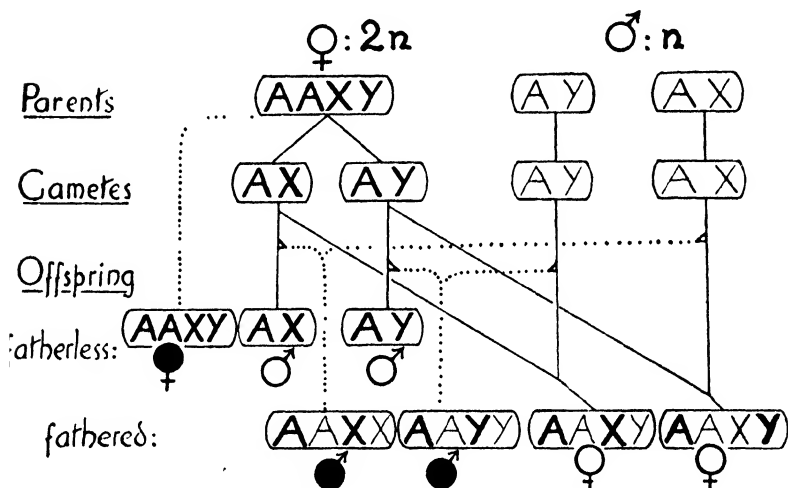 ♀: 2n ♂: n
Parents AAXY AY AX
Gametes AX AY AY AX
Offspring
fatherless: AAXY AX AY
fathered: AAXX AAYY AAXY AAXY